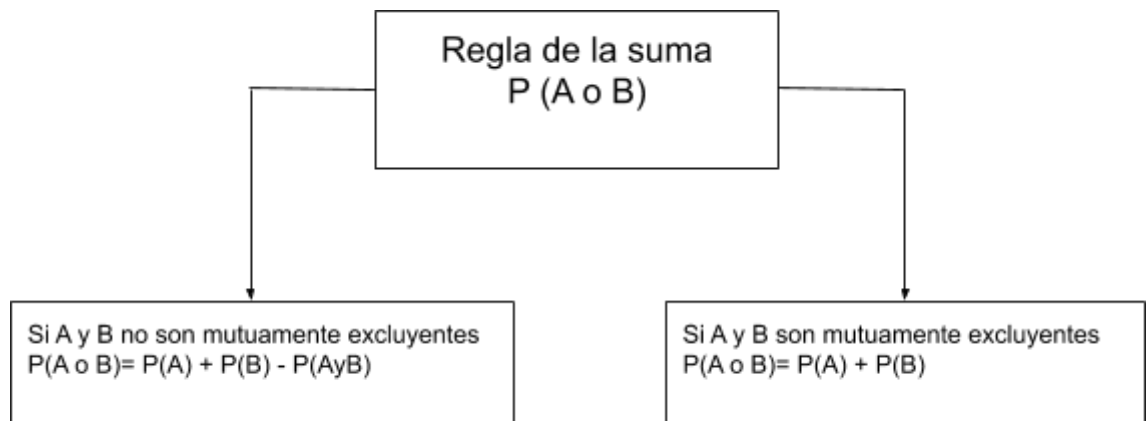 Regla de la suma
P (A o B)
Si A y B no son mutuamente excluyentes
P(A o B)= P(A) + P(B) - P(AyB)
Si A y B son mutuamente excluyentes
P(A o B)= P(A) + P(B)